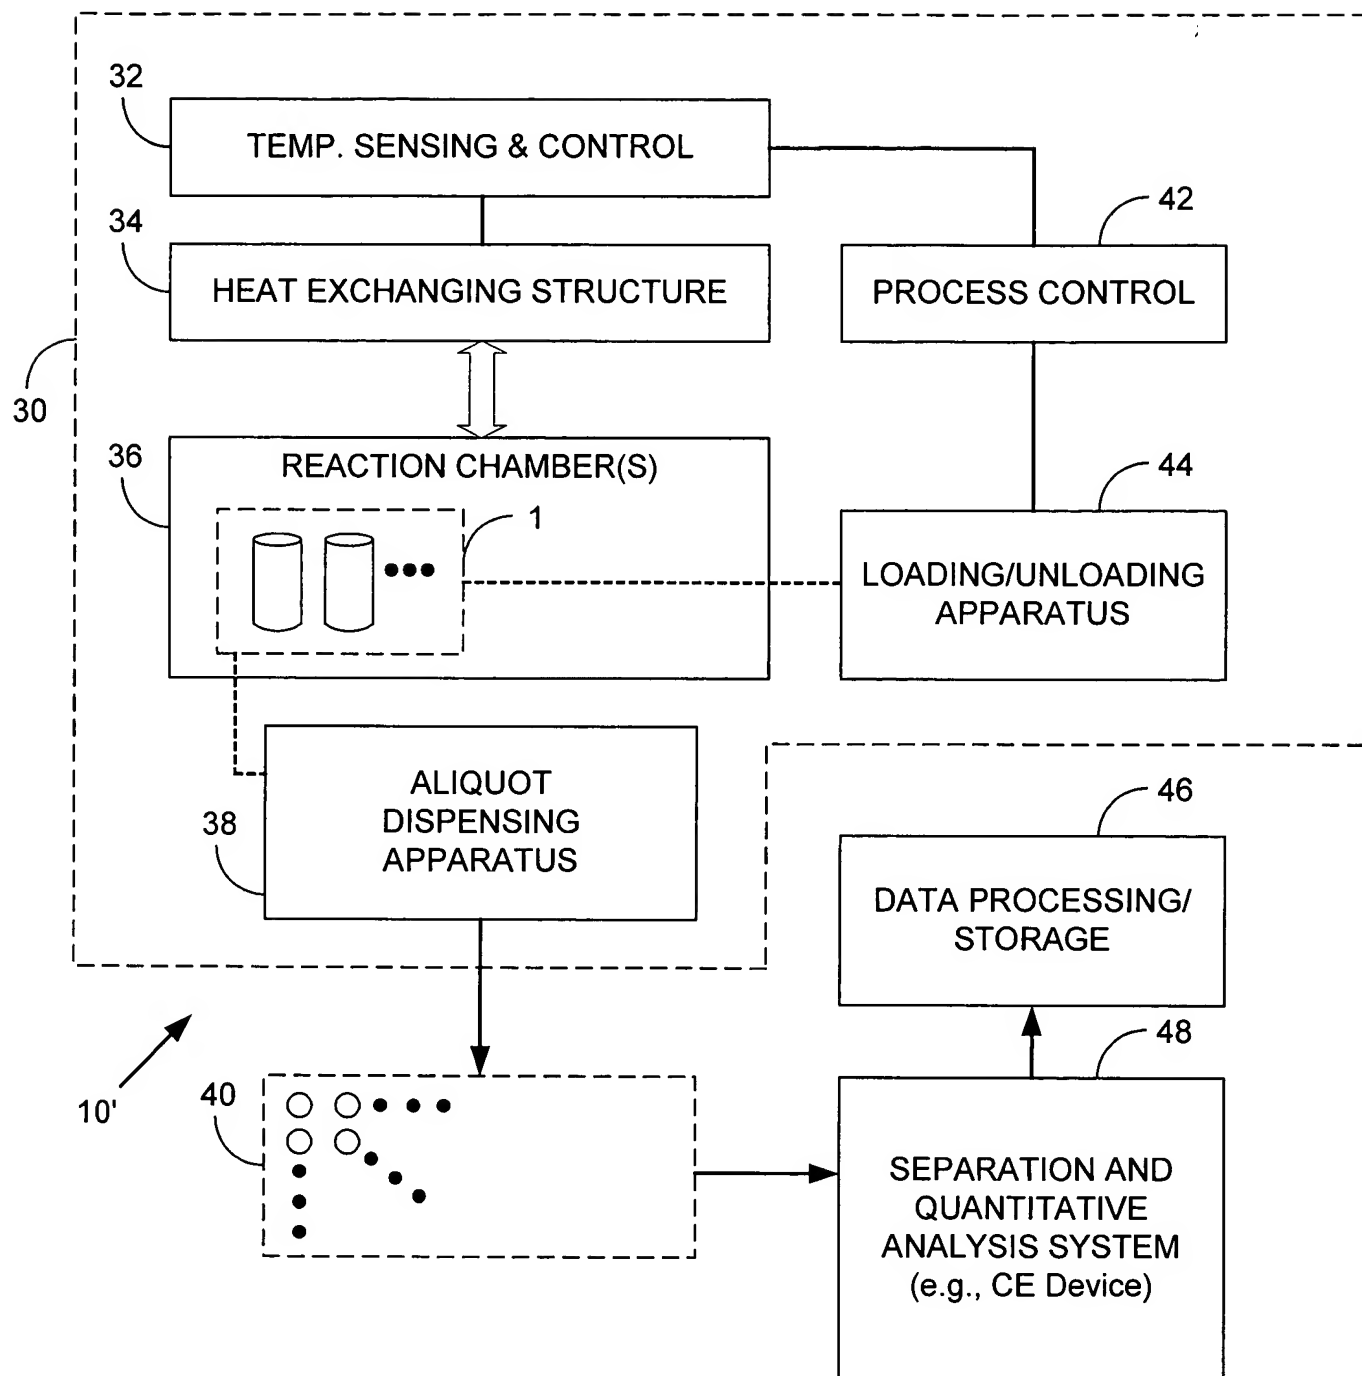 32
TEMP. SENSING & CONTROL
34
42
HEAT EXCHANGING STRUCTURE
PROCESS CONTROL
30
36
REACTION CHAMBER(S)
44
1
LOADING/UNLOADING
APPARATUS
38
ALIQUOT
DISPENSING
APPARATUS
46
DATA PROCESSING/
STORAGE
10'
40
48
SEPARATION AND
QUANTITATIVE
ANALYSIS SYSTEM
(e.g., CE Device)